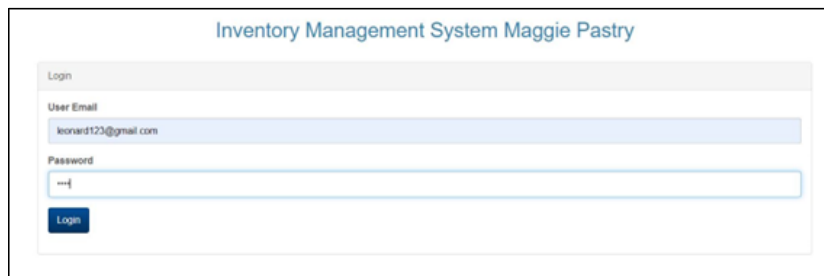 Inventory Management System Maggie Pastry
Login
User Email
leonard123@gmail.com
Password
••••
Login